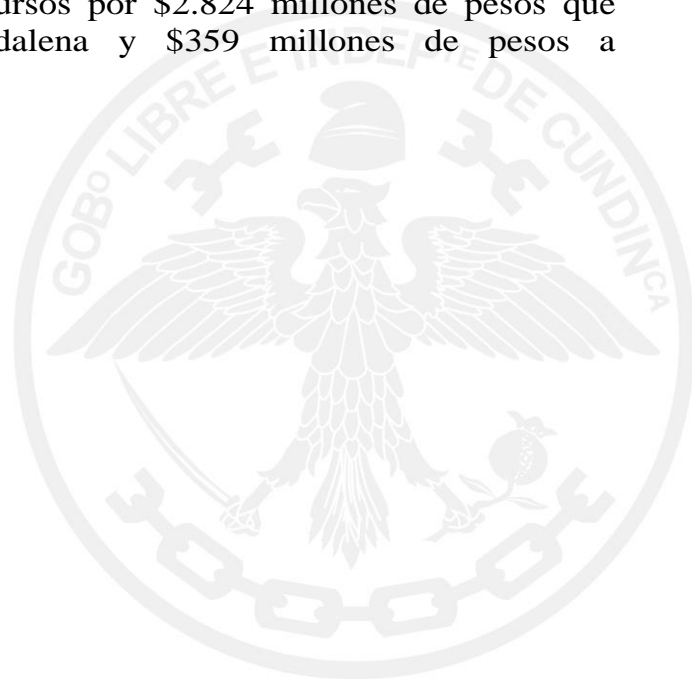 ursos por $2.824 millones de pesos que
dalena y $359 millones de pesos a
GOBº LIBRE E INDEPTE DE CUNDINCA